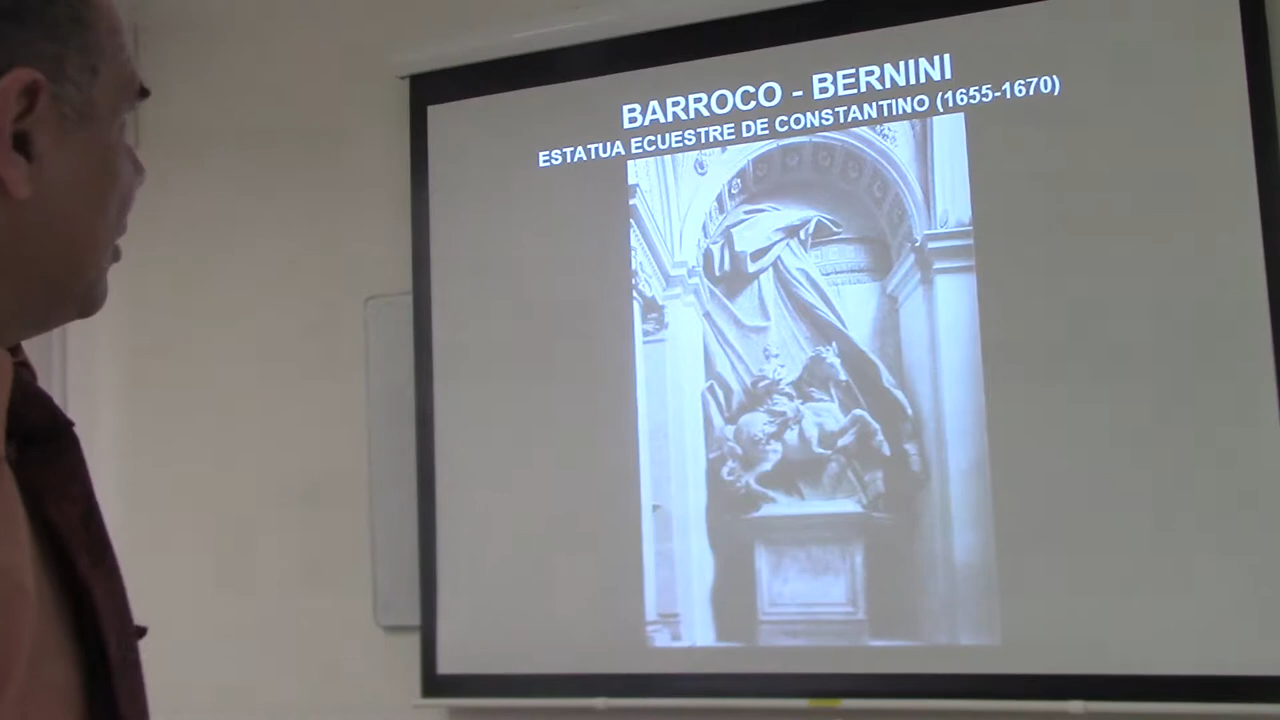 BARROCO - BERNINI
ESTATUA ECUESTRE DE CONSTANTINO (1655-1670)